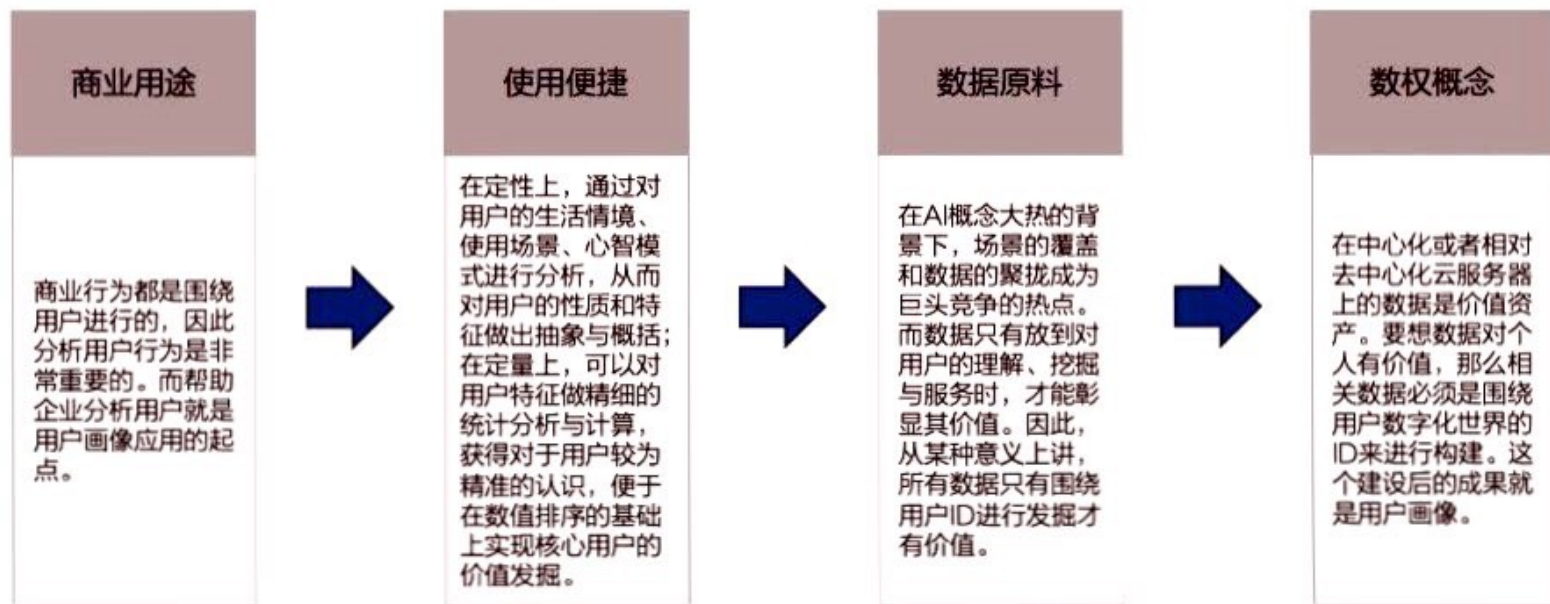 商业用途
商业行为都是围绕
用户进行的，因此
分析用户行为是非
常重要的。而帮助
企业分析用户就是
用户画像应用的起
点。
使用便捷
在定性上，通过对
用户的生活情境、
使用场景、心智模
式进行分析，从而
对用户的性质和特
征做出抽象与概括；
在定量上，可以对
用户特征做精细的
统计分析与计算，
获得对于用户较为
精准的认识，便于
在数值排序的基础
上实现核心用户的
价值发掘。
数据原料
在AI概念大热的背
景下，场景的覆盖
和数据的聚拢成为
巨头竞争的热点。
而数据只有放到对
用户的理解、挖掘
与服务时，才能彰
显其价值。因此，
从某种意义上讲，
所有数据只有围绕
用户ID进行发掘才
有价值。
数权概念
在中心化或者相对
去中心化云服务器
上的数据是价值资
产。要想数据对个
人有价值，那么相
关数据必须是围绕
用户数字化世界的
ID来进行构建。这
个建设后的成果就
是用户画像。